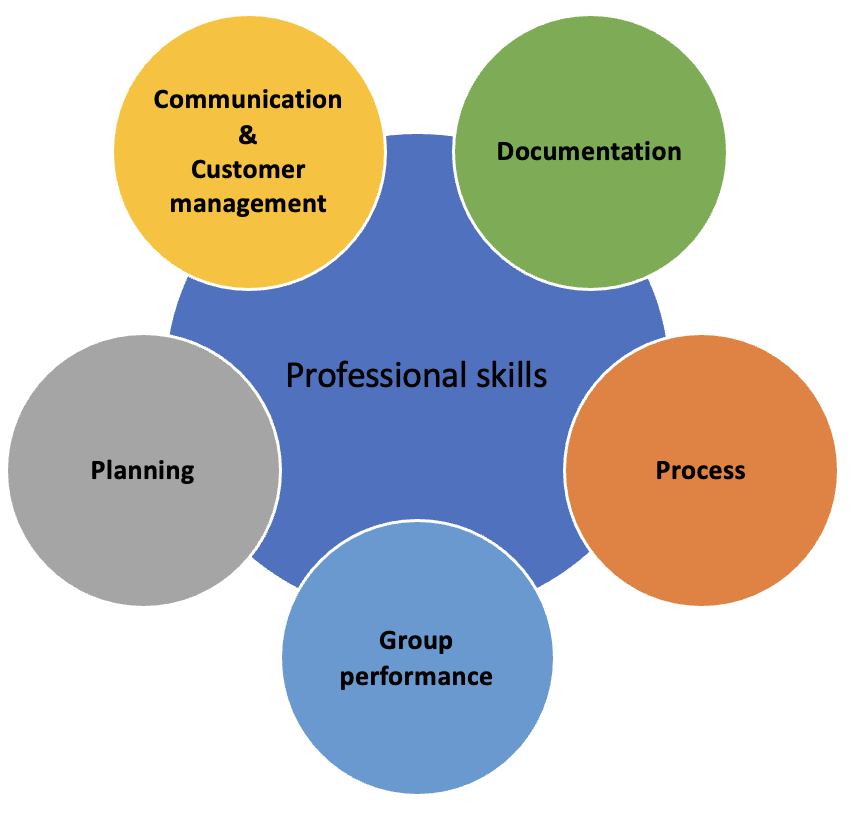 Communication
&
Customer
management
Documentation
Professional skills
Planning
Process
Group
performance